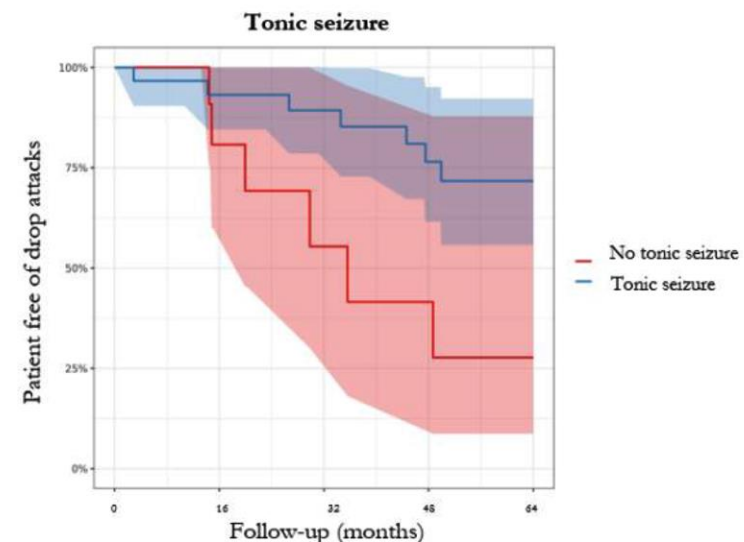 Tonic seizure
Patient free of drop attacks
100%
75%
50%
25%
0%
0 16 32 48 64
Follow-up (months)
No tonic seizure
Tonic seizure